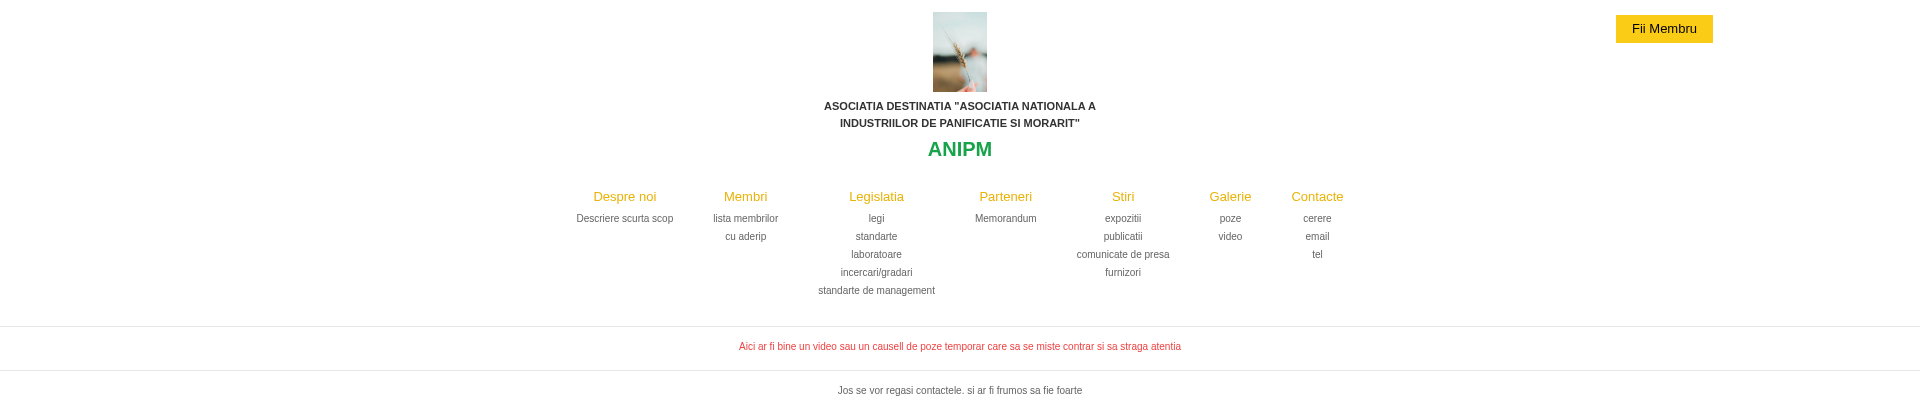 Fii Membru
ASOCIATIA DESTINATIA "ASOCIATIA NATIONALA A
INDUSTRIILOR DE PANIFICATIE SI MORARIT"
ANIPM
Despre noi
Descriere scurta scop
Membri
lista membrilor
cu aderip
Legislatia
legi
standarte
laboratoare
incercari/gradari
standarte de management
Parteneri
Memorandum
Stiri
expozitii
publicatii
comunicate de presa
furnizori
Galerie
poze
video
Contacte
cerere
email
tel
Aici ar fi bine un video sau un causell de poze temporar care sa se miste contrar si sa straga atentia
Jos se vor regasi contactele. si ar fi frumos sa fie foarte